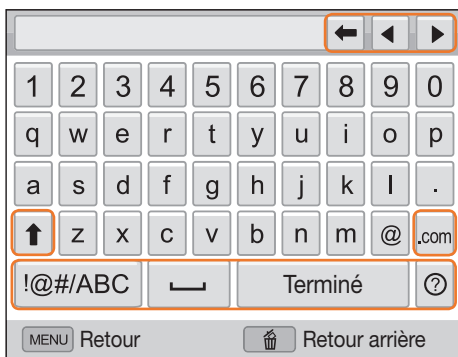 1 2 3 4 5 6 7 8 9 0
q w e r t y u i o p
a s d f g h j k l .
z x c v b n m @ .com
!@#/ABC Terminé ?
MENU Retour Retour arrière